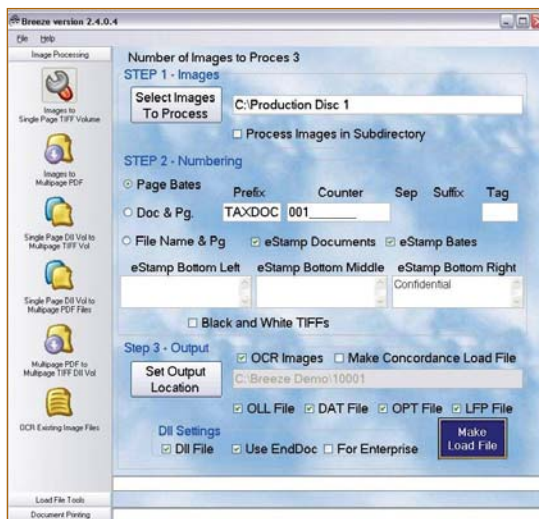 Breeze version 2.4.0.4
File Help
Image Processing
Images to
Single Page TIFF Volume
Images to
Multipage PDF
Single Page DII Vol to
Multipage TIFF Vol
Single Page DII Vol to
Multipage PDF Files
Multipage PDF to
Multipage TIFF DII Vol
OCR Existing Image Files
Load File Tools
Document Printing
Number of Images to Proces 3
STEP 1 - Images
Select Images
To Process
C:\Production Disc 1
Process Images in Subdirectory
STEP 2 - Numbering
Page Bates
Prefix Counter Sep Suffix Tag
Doc & Pg. TAXDOC 001______
File Name & Pg eStamp Documents eStamp Bates
eStamp Bottom Left eStamp Bottom Middle eStamp Bottom Right
Confidential
Black and White TIFFs
Step 3 - Output
OCR Images Make Concordance Load File
Set Output
Location
C:\Breeze Demo\10001
OLL File DAT File OPT File LFP File
DII Settings
DII File Use EndDoc For Enterprise
Make
Load File